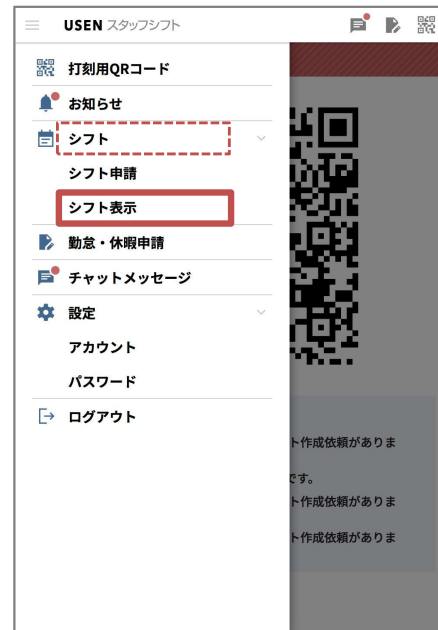 USEN スタッフシフト
打刻用QRコード
お知らせ
シフト
シフト申請
シフト表示
勤怠・休暇申請
チャットメッセージ
設定
アカウント
パスワード
ログアウト
ト作成依頼がありま
です。
ト作成依頼がありま
ト作成依頼がありま